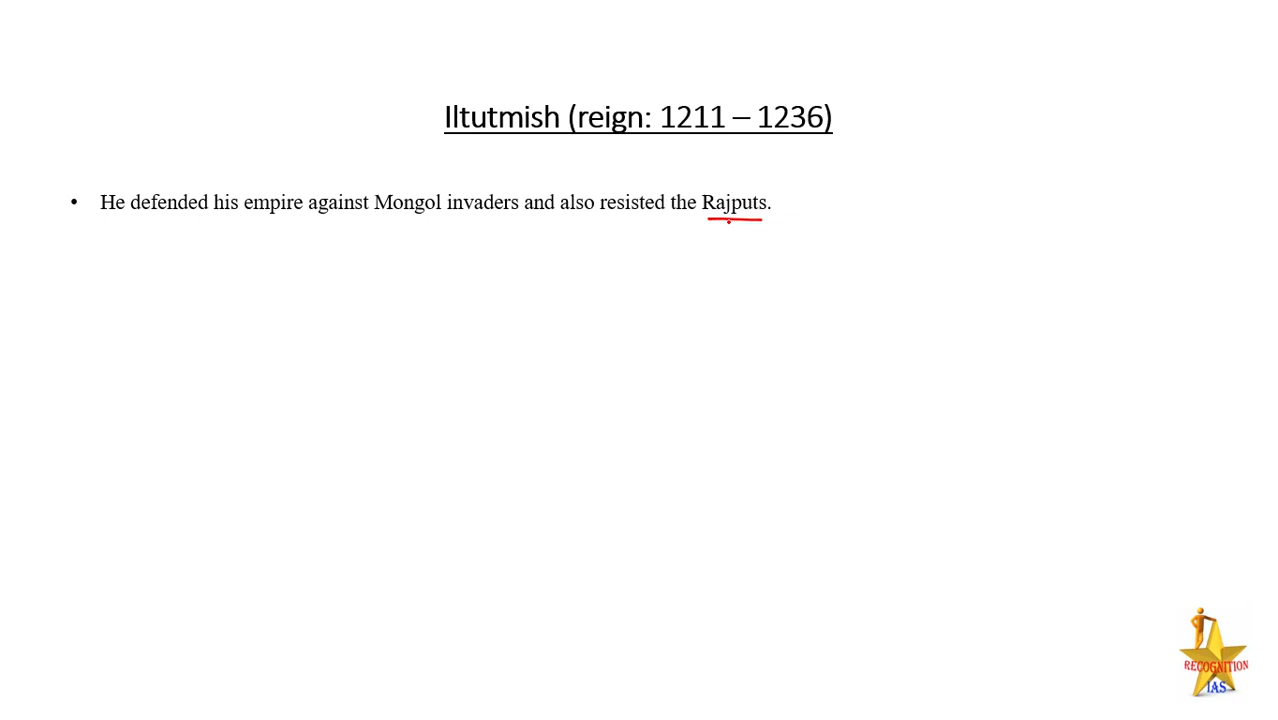 Iltutmish (reign: 1211 – 1236)
• He defended his empire against Mongol invaders and also resisted the Rajputs.
RECOGNITION
IAS